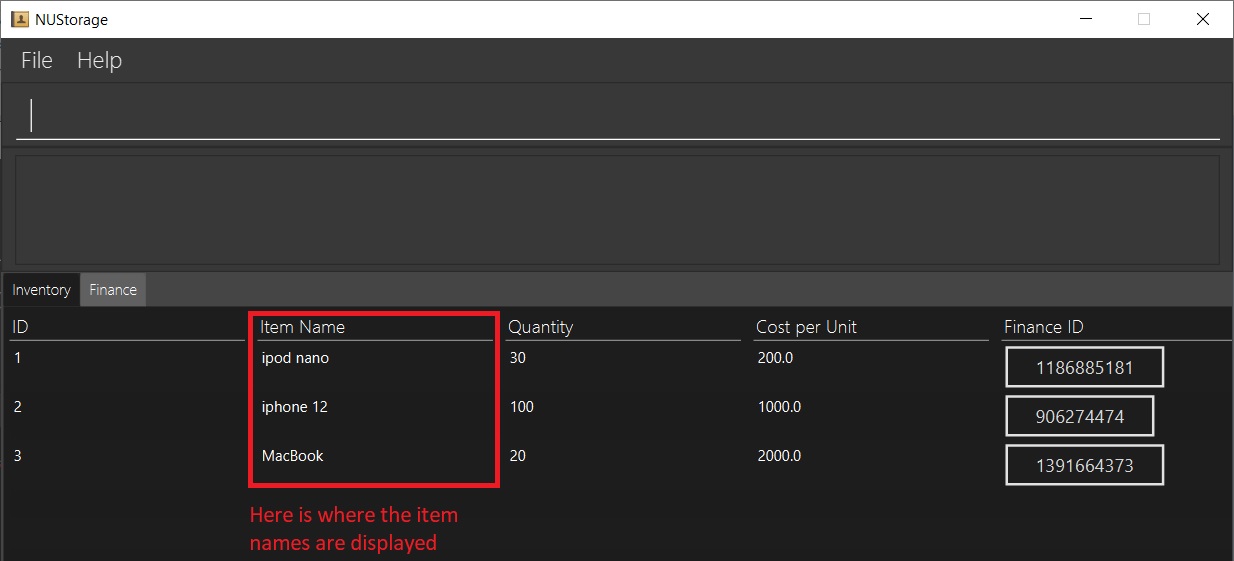 NUStorage
File Help
Inventory Finance
ID Item Name Quantity Cost per Unit Finance ID
1 ipod nano 30 200.0 1186885181
2 iphone 12 100 1000.0 906274474
3 MacBook 20 2000.0 1391664373
Here is where the item
names are displayed